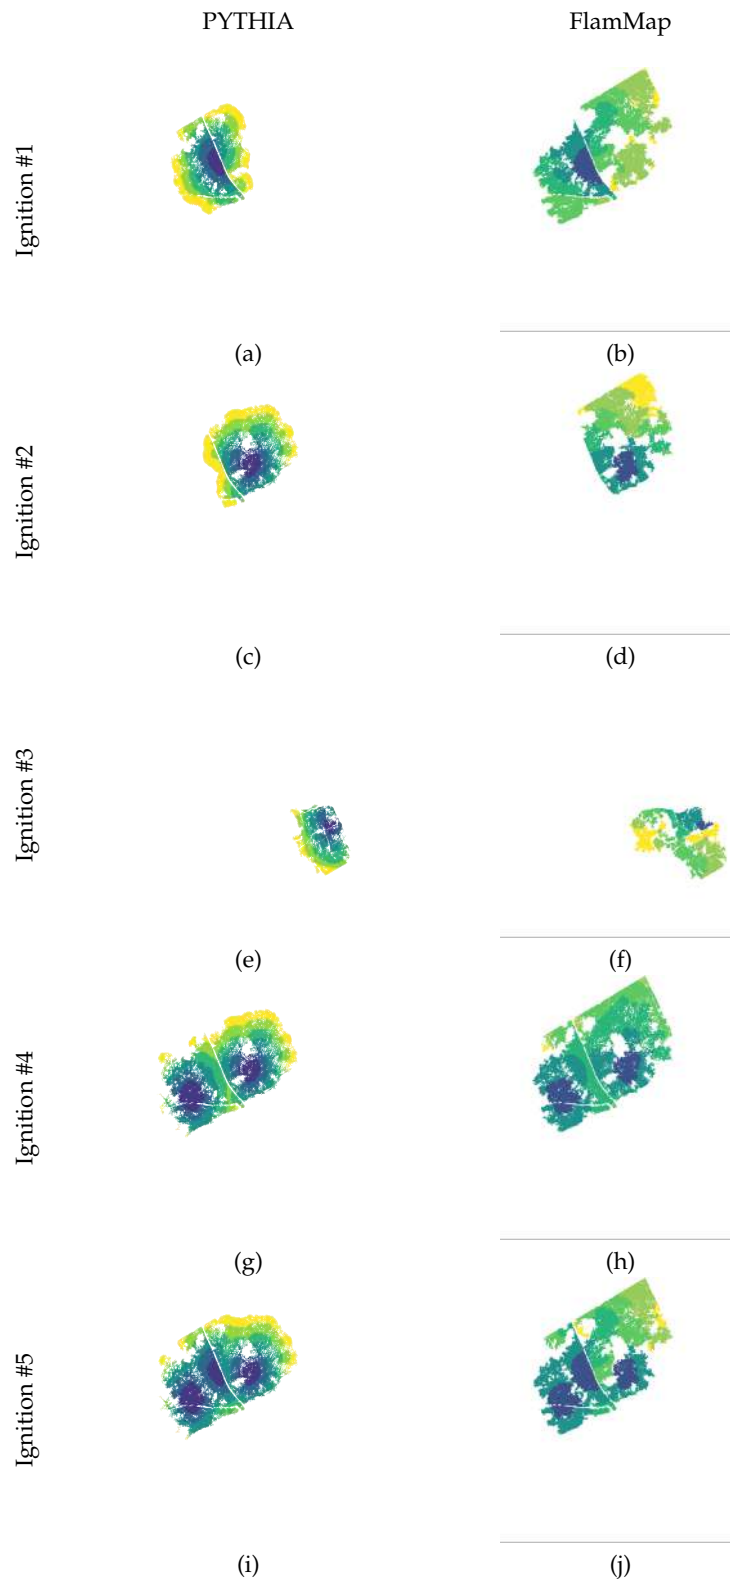 PYTHIA FlamMap
Ignition #1
(a) (b)
Ignition #2
(c) (d)
Ignition #3
(e) (f)
Ignition #4
(g) (h)
Ignition #5
(i) (j)